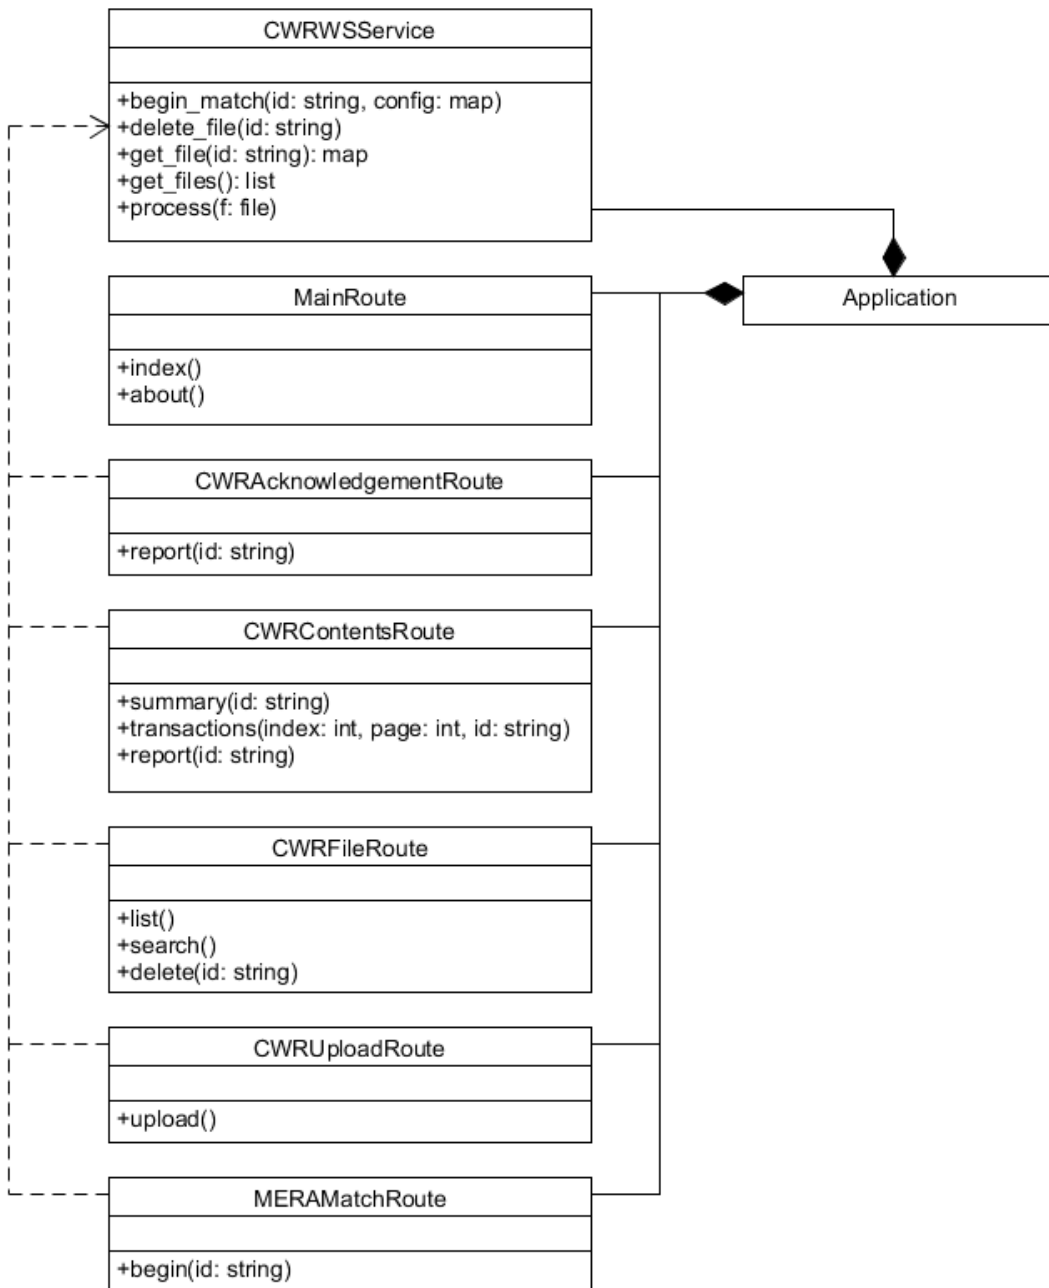 CWRWSService
+begin_match(id: string, config: map)
+delete_file(id: string)
+get_file(id: string): map
+get_files(): list
+process(f: file)
MainRoute
Application
+index()
+about()
CWRAcknowledgementRoute
+report(id: string)
CWRContentsRoute
+summary(id: string)
+transactions(index: int, page: int, id: string)
+report(id: string)
CWRFileRoute
+list()
+search()
+delete(id: string)
CWRUploadRoute
+upload()
MERAMatchRoute
+begin(id: string)